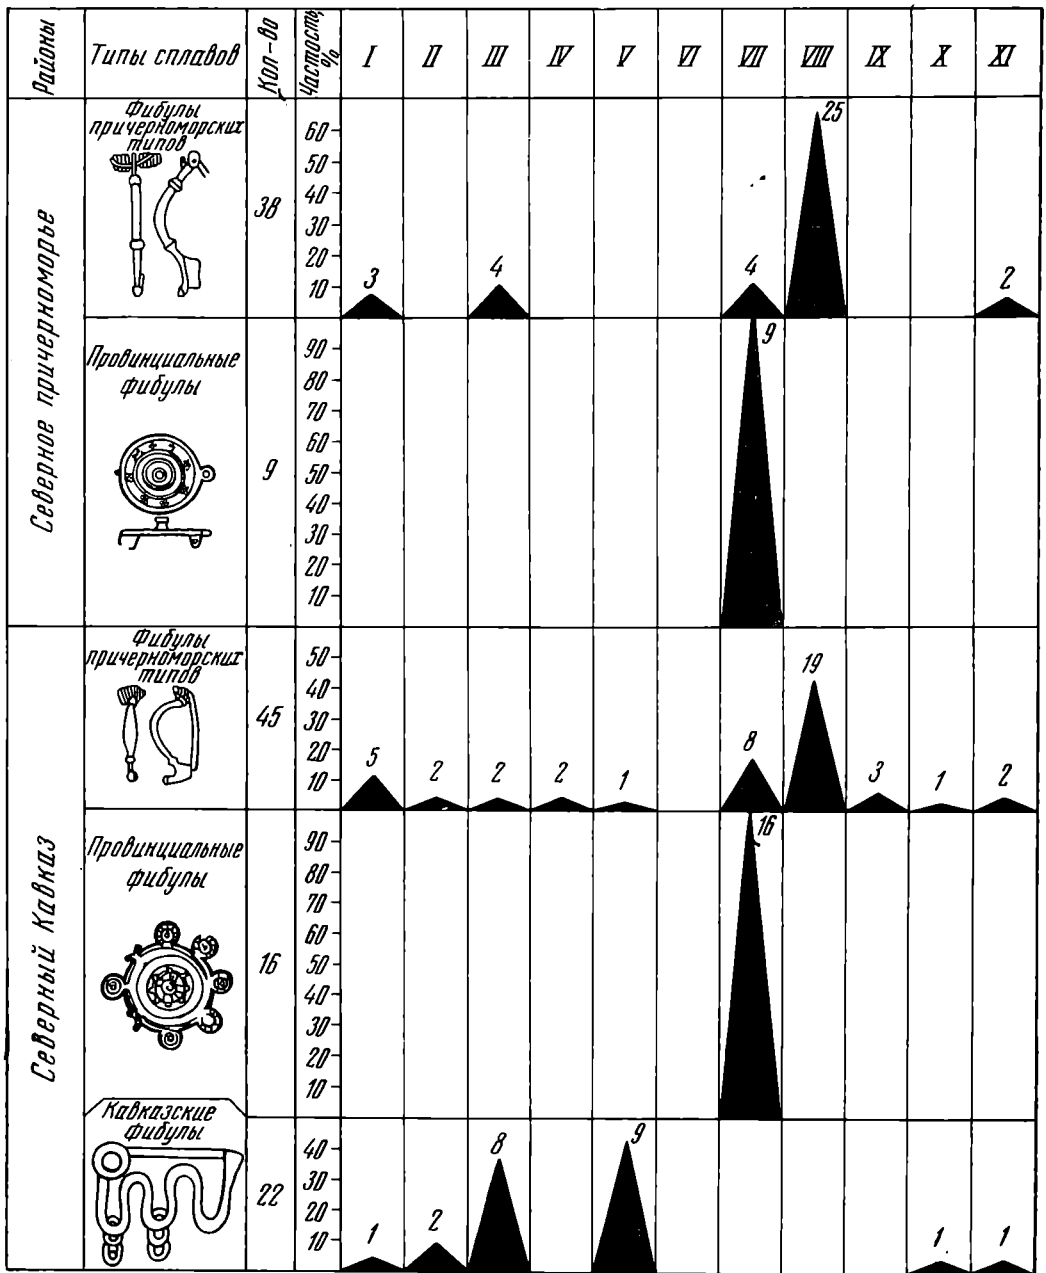 Районы Типы сплавов Кол-во Частость, % I II III IV V VI VII VIII IX X XI
Северное причерноморье
Фибулы
причерноморских
типов
38
60
50
40
30
20
10
3 4 4 25 2
Провинциальные
фибулы
9
90
80
70
60
50
40
30
20
10
9
Северный Кавказ
Фибулы
причерноморских
типов
45
50
40
30
20
10
5 2 2 2 1 8 19 3 1 2
Провинциальные
фибулы
16
90
80
70
60
50
40
30
20
10
16
Кавказские
фибулы
22
40
30
20
10
1 2 8 9 1 1